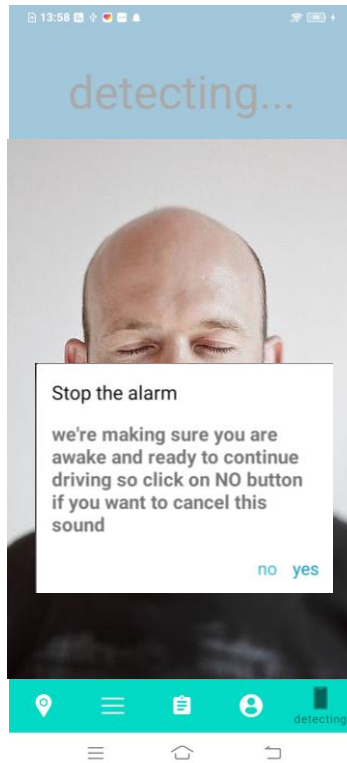 13:58
detecting...
Stop the alarm
we're making sure you are
awake and ready to continue
driving so click on NO button
if you want to cancel this
sound
no yes
detecting